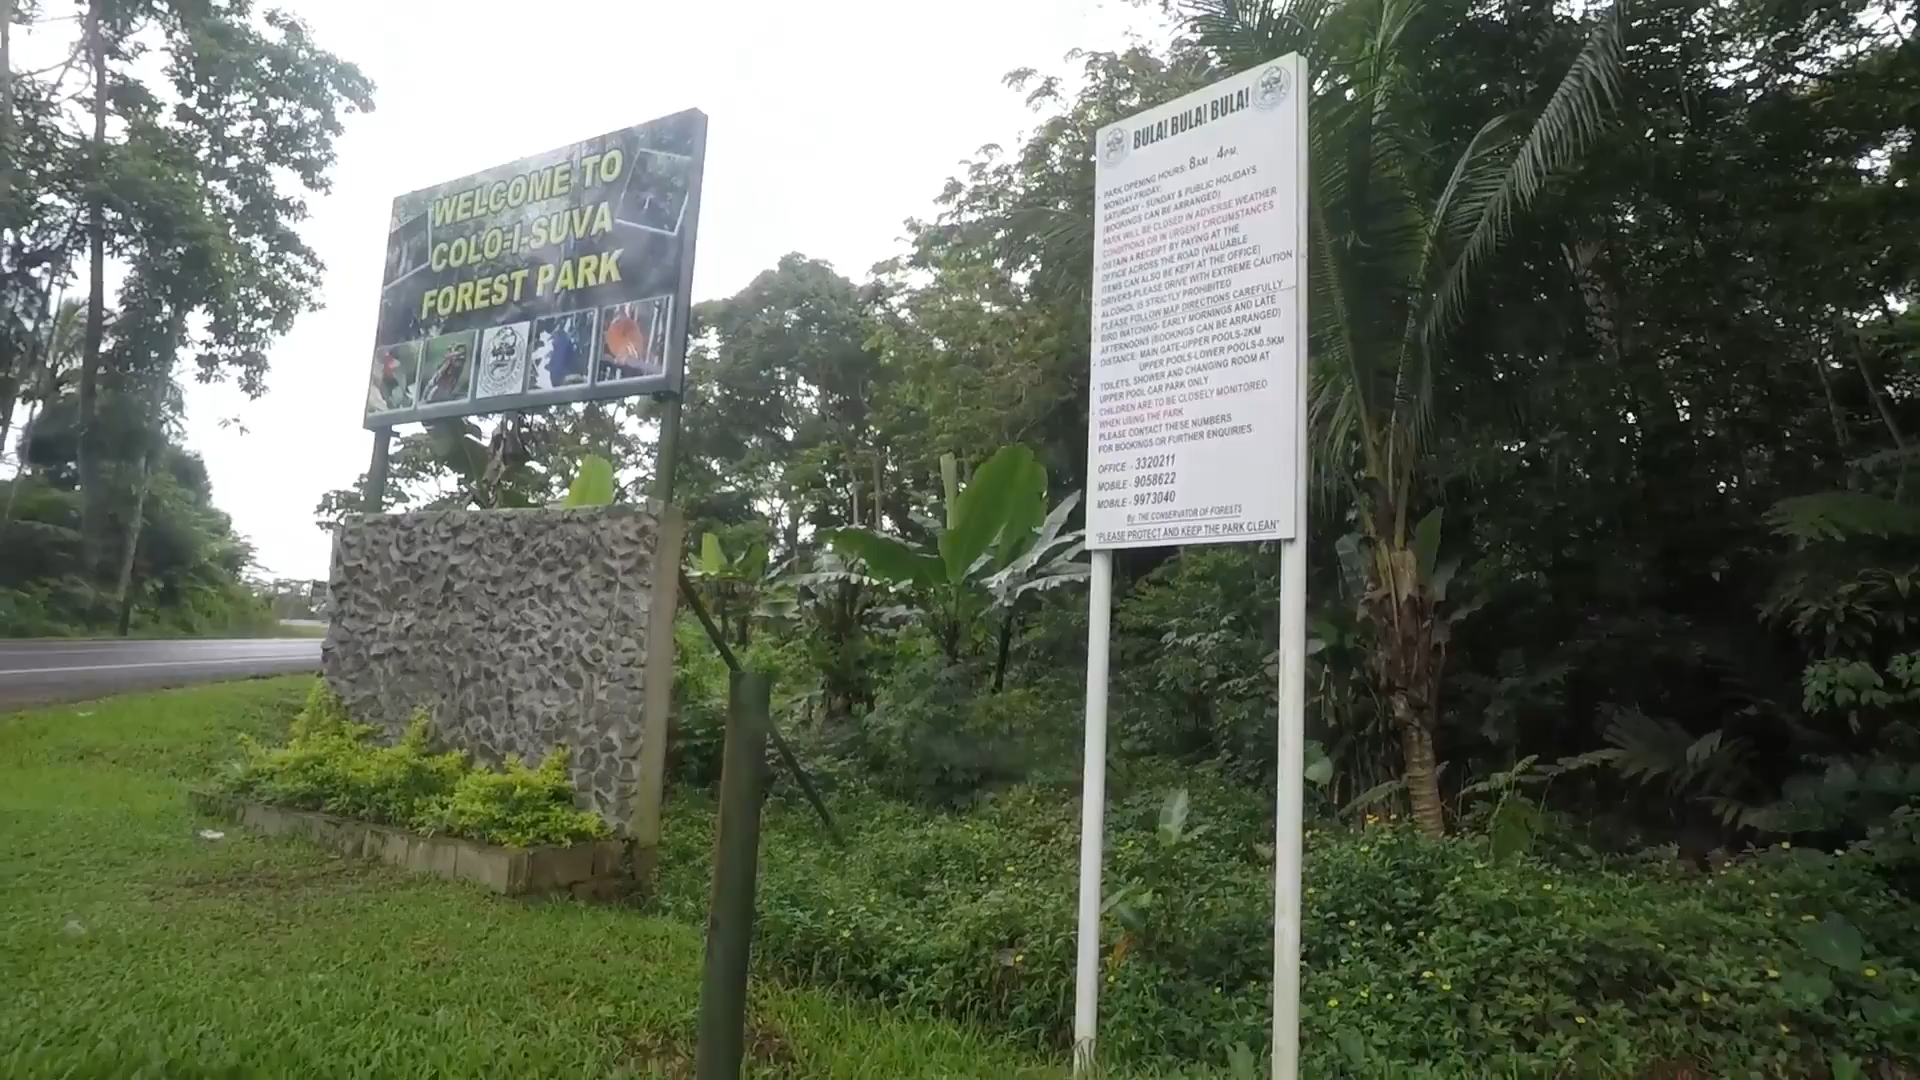 WELCOME TO
COLO-I-SUVA
FOREST PARK
BULA! BULA! BULA!
PARK OPENING HOURS: 8AM - 4PM.
MONDAY-FRIDAY;
SATURDAY - SUNDAY & PUBLIC HOLIDAYS
(BOOKINGS CAN BE ARRANGED)
PARK WILL BE CLOSED IN ADVERSE WEATHER
CONDITIONS OR IN URGENT CIRCUMSTANCES
OBTAIN A RECEIPT BY PAYING AT THE
OFFICE ACROSS THE ROAD (VALUABLE
ITEMS CAN ALSO BE KEPT AT THE OFFICE)
DRIVERS-PLEASE DRIVE WITH EXTREME CAUTION
ALCOHOL IS STRICTLY PROHIBITED
PLEASE FOLLOW MAP DIRECTIONS CAREFULLY
BIRD WATCHING- EARLY MORNINGS AND LATE
AFTERNOONS (BOOKINGS CAN BE ARRANGED)
DISTANCE: MAIN GATE-UPPER POOLS-2KM
UPPER POOLS-LOWER POOLS-0.5KM
TOILETS, SHOWER AND CHANGING ROOM AT
UPPER POOL CAR PARK ONLY
CHILDREN ARE TO BE CLOSELY MONITORED
WHEN USING THE PARK
PLEASE CONTACT THESE NUMBERS
FOR BOOKINGS OR FURTHER ENQUIRIES
OFFICE - 3320211
MOBILE - 9058622
MOBILE - 9973040
By: THE CONSERVATOR OF FORESTS
"PLEASE PROTECT AND KEEP THE PARK CLEAN"